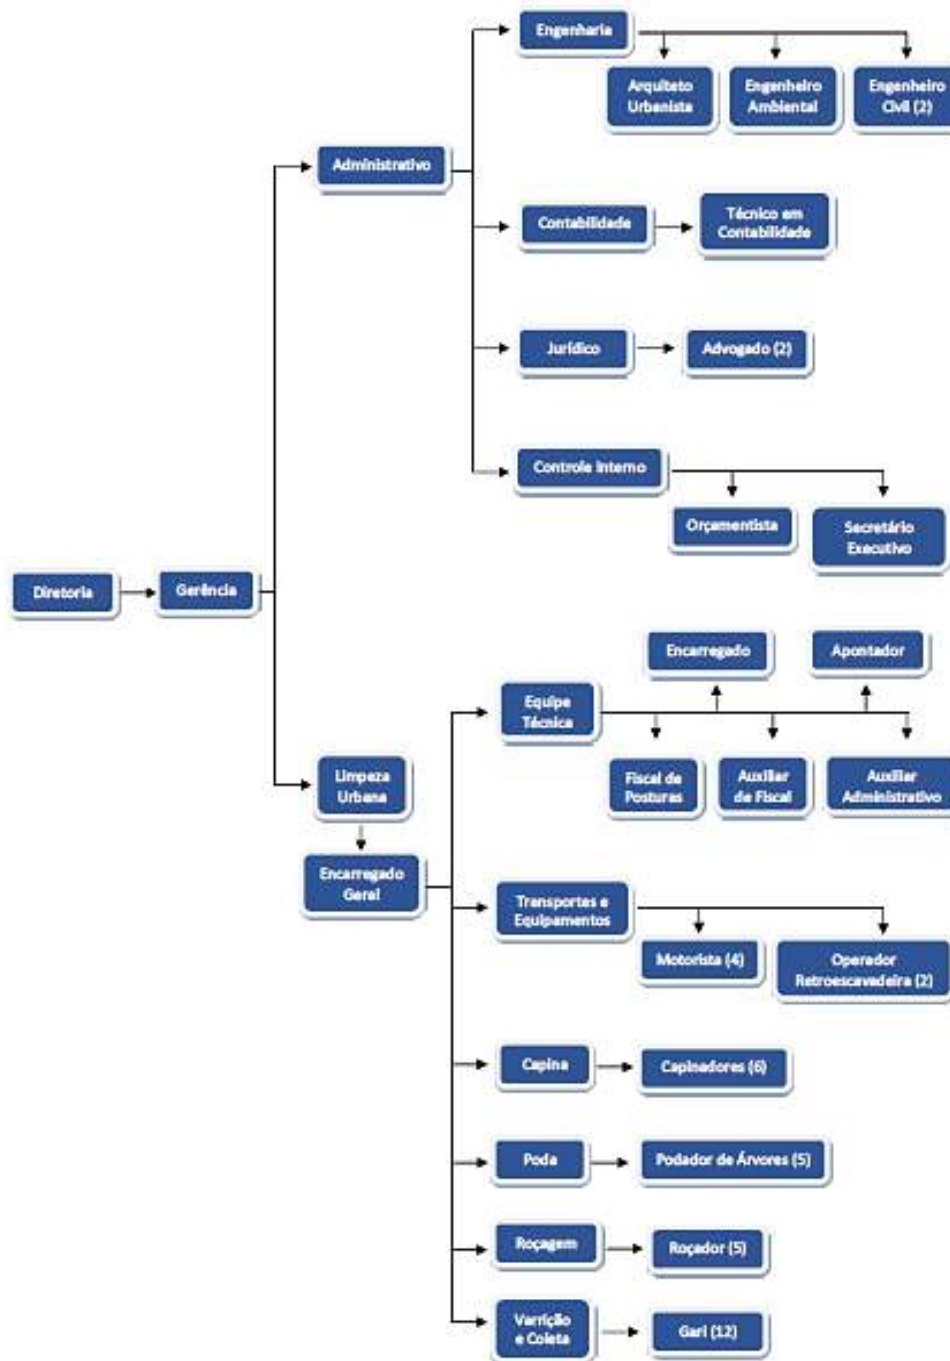 Engenharia
Arquiteto
Urbanista
Engenheiro
Ambiental
Engenheiro
Civil (2)
Administrativo
Contabilidade
Técnico em
Contabilidade
Jurídico
Advogado (2)
Controle Interno
Orçamentista
Secretário
Executivo
Diretoria
Gerência
Encarregado
Apontador
Equipe
Técnica
Fiscal de
Posturas
Auxiliar
de Fiscal
Auxiliar
Administrativo
Limpeza
Urbana
Encarregado
Geral
Transportes e
Equipamentos
Motorista (4)
Operador
Retroescavadeira (2)
Capina
Capinadores (6)
Poda
Podador de Árvores (5)
Roçagem
Roçador (5)
Varrição
e Coleta
Gari (12)